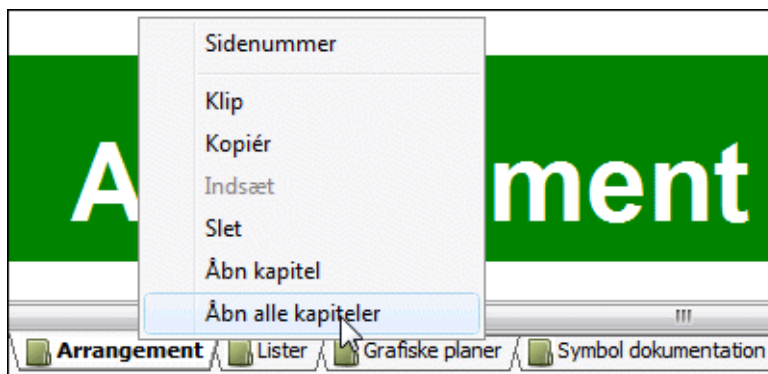 Sidenummer
Klip
Kopiér
Indsæt
Slet
Åbn kapitel
Åbn alle kapiteler
A ment
Arrangement Lister Grafiske planer Symbol dokumentation